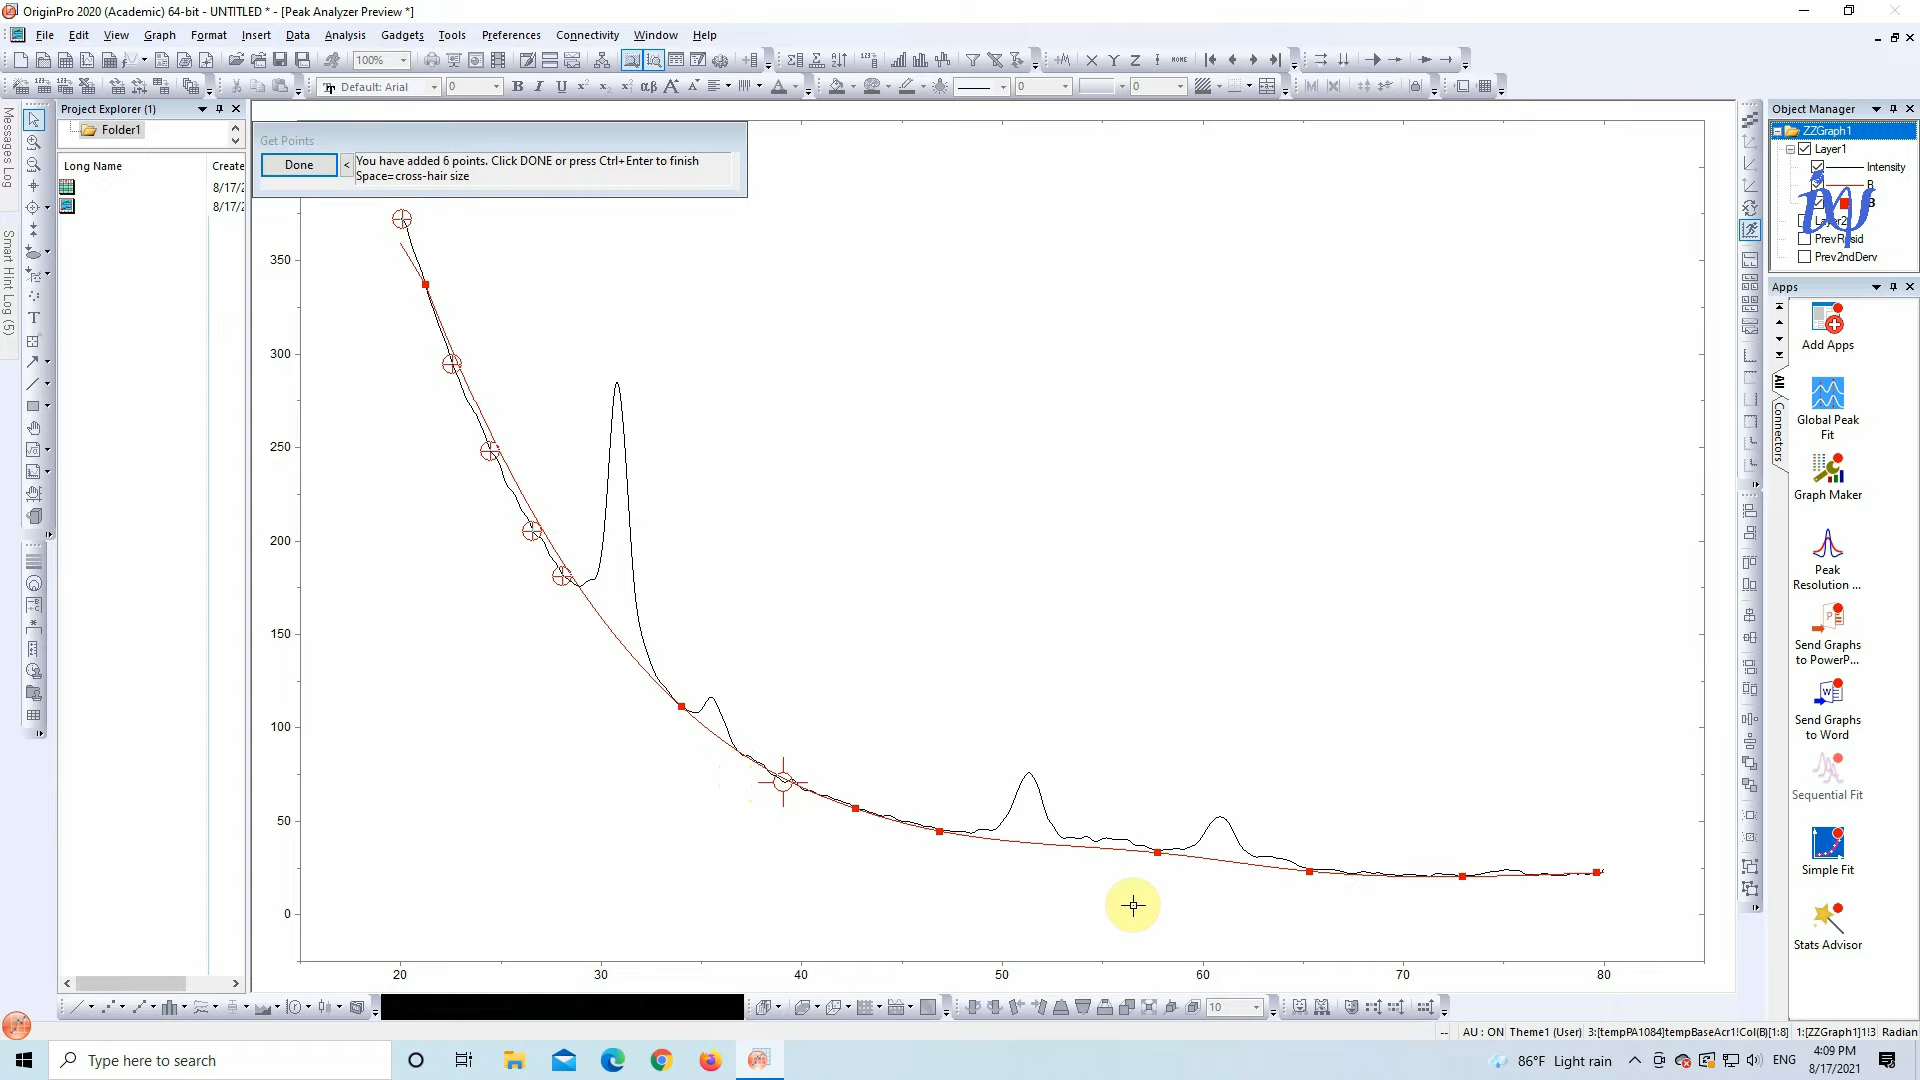 OriginPro 2020 (Academic) 64-bit - UNTITLED * - [Peak Analyzer Preview *]
File Edit View Graph Format Insert Data Analysis Gadgets Tools Preferences Connectivity Window Help
100%
Default: Arial 0 B I U αβ A A 0 0
Messages Log
Smart Hint Log (5)
Project Explorer (1)
Folder1
Long Name Create
8/17/2
8/17/2
Get Points
Done < You have added 6 points. Click DONE or press Ctrl+Enter to finish
Space=cross-hair size
350
300
250
200
150
100
50
0
20 30 40 50 60 70 80
Object Manager
ZZGraph1
Layer1
Intensity
B
B
Layer2
PrevResid
Prev2ndDerv
Apps
All
Connectors
Add Apps
Global Peak
Fit
Graph Maker
Peak
Resolution ...
Send Graphs
to PowerP...
Send Graphs
to Word
Sequential Fit
Simple Fit
Stats Advisor
10
-- AU : ON Theme1 (User) 3:[tempPA1084]tempBaseAcr1!Col(B)[1:8] 1:[ZZGraph1]1!3 Radian
Type here to search
86°F Light rain ENG
4:09 PM
8/17/2021